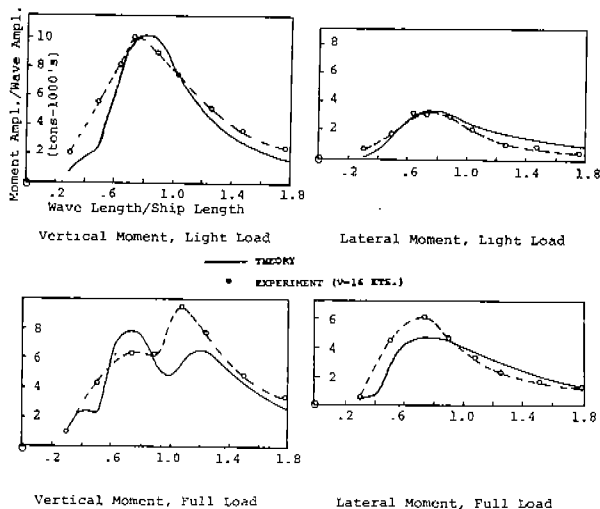 Moment Ampl./Wave Ampl.
(tons-1000's)
10
8
6
4
2
.2 .6 1.0 1.4 1.8
Wave Length/Ship Length
Vertical Moment, Light Load
8
6
4
2
.2 .6 1.0 1.4 1.8
Lateral Moment, Light Load
THEORY
EXPERIMENT (V=16 KTS.)
8
6
4
2
.2 .6 1.0 1.4 1.8
Vertical Moment, Full Load
6
4
2
.2 .6 1.0 1.4 1.8
Lateral Moment, Full Load